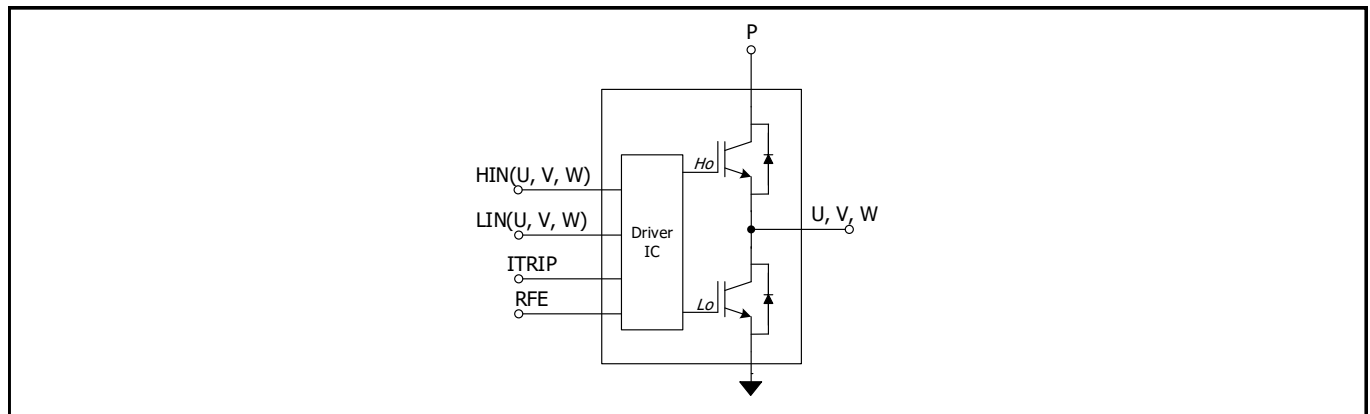 P
HIN(U, V, W)
Ho
LIN(U, V, W)
U, V, W
Driver
IC
ITRIP
RFE
Lo